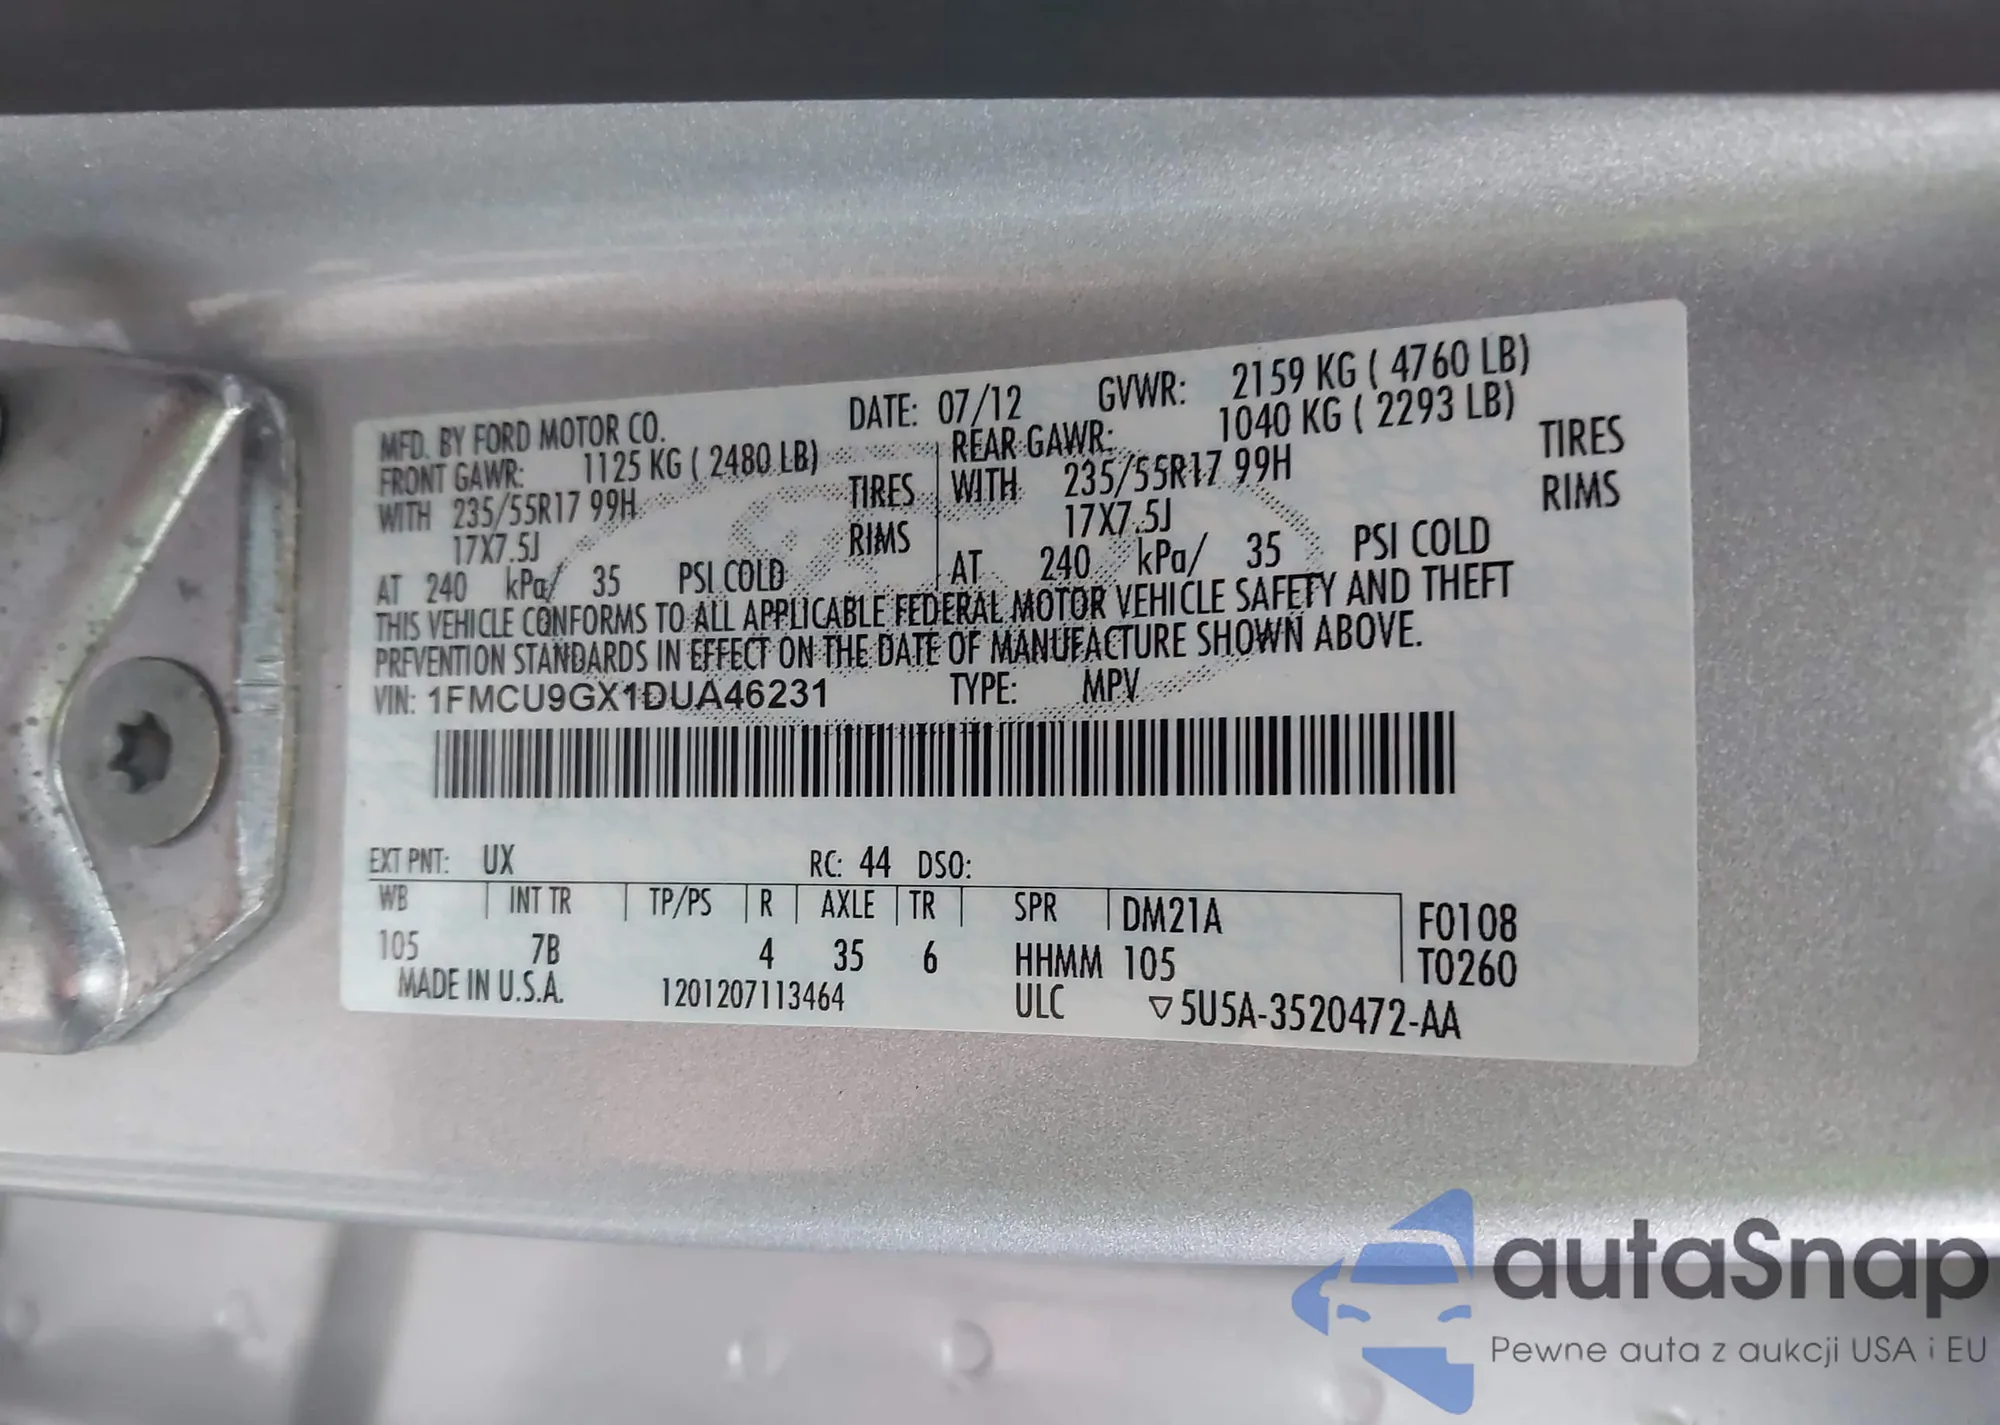 MFD. BY FORD MOTOR CO. DATE: 07/12 GVWR: 2159 KG ( 4760 LB)
FRONT GAWR: 1125 KG ( 2480 LB) REAR GAWR: 1040 KG ( 2293 LB)
WITH 235/55R17 99H TIRES WITH 235/55R17 99H TIRES
17X7.5J RIMS 17X7.5J RIMS
AT 240 kPa/ 35 PSI COLD AT 240 kPa/ 35 PSI COLD
THIS VEHICLE CONFORMS TO ALL APPLICABLE FEDERAL MOTOR VEHICLE SAFETY AND THEFT
PREVENTION STANDARDS IN EFFECT ON THE DATE OF MANUFACTURE SHOWN ABOVE.
VIN: 1FMCU9GX1DUA46231 TYPE: MPV
EXT PNT: UX RC: 44 DSO:
WB INT TR TP/PS R AXLE TR SPR DM21A F0108
105 7B 4 35 6 HHMM 105 T0260
MADE IN U.S.A. 1201207113464 ULC ▽5U5A-3520472-AA
autaSnap
Pewne auta z aukcji USA i EU